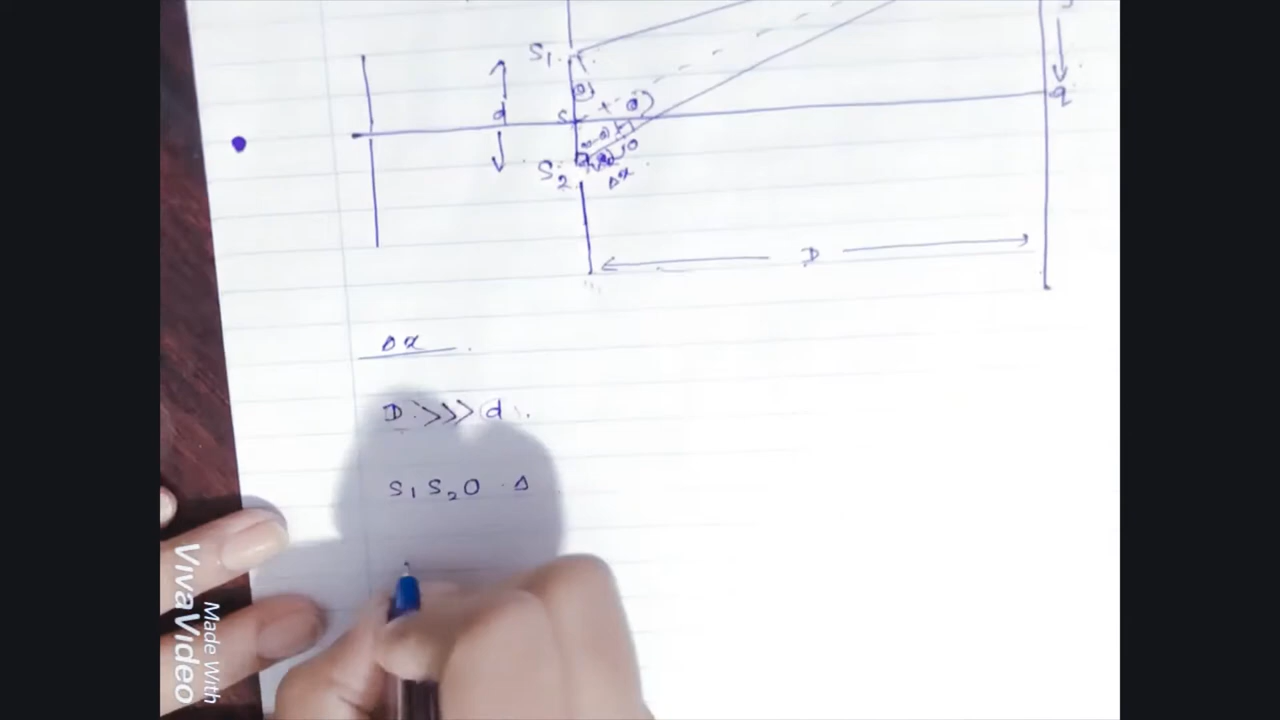 S1
d
S
q
S2
Δx
D
Δx
D >>> d
S1 S2 O Δ
Made With
VivaVideo